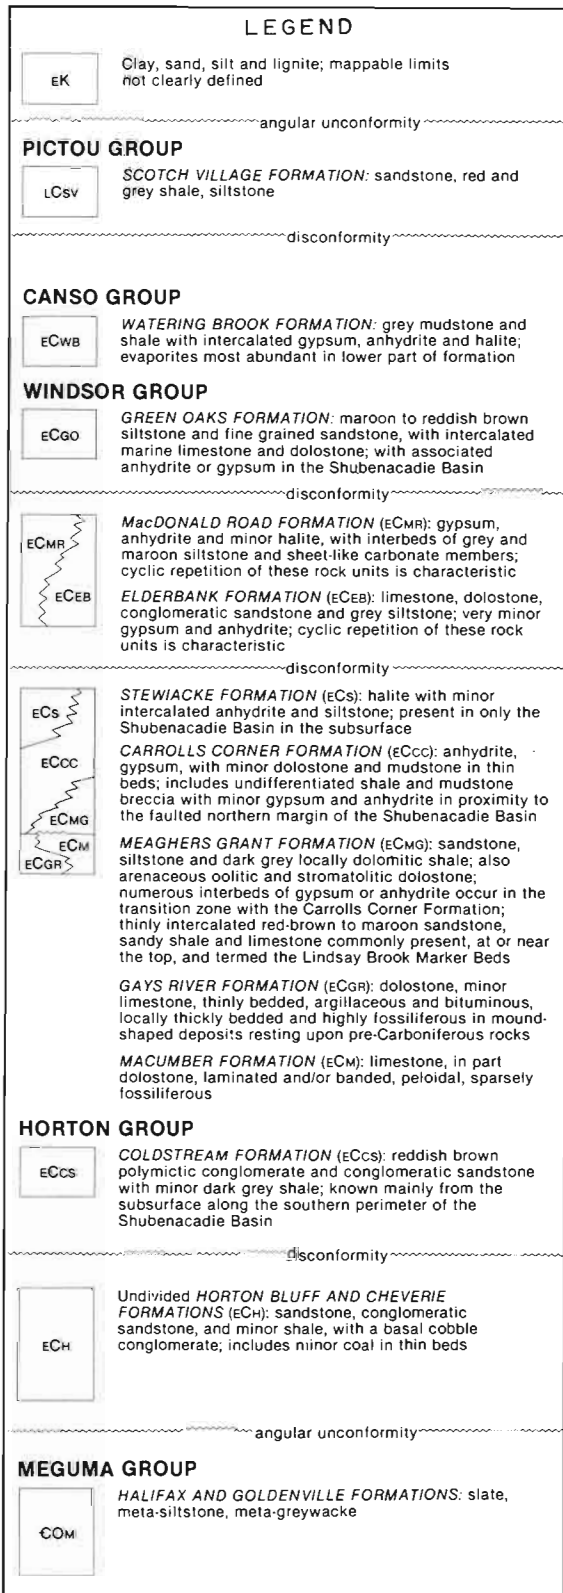 LEGEND
EK
Clay, sand, silt and lignite; mappable limits
not clearly defined
angular unconformity
PICTOU GROUP
LCSV
SCOTCH VILLAGE FORMATION: sandstone, red and
grey shale, siltstone
disconformity
CANSO GROUP
ECWB
WATERING BROOK FORMATION: grey mudstone and
shale with intercalated gypsum, anhydrite and halite;
evaporites most abundant in lower part of formation
WINDSOR GROUP
ECGO
GREEN OAKS FORMATION: maroon to reddish brown
siltstone and fine grained sandstone, with intercalated
marine limestone and dolostone; with associated
anhydrite or gypsum in the Shubenacadie Basin
disconformity
ECMR
ECEB
MacDONALD ROAD FORMATION (ECMR): gypsum,
anhydrite and minor halite, with interbeds of grey and
maroon siltstone and sheet-like carbonate members;
cyclic repetition of these rock units is characteristic
ELDERBANK FORMATION (ECEB): limestone, dolostone,
conglomeratic sandstone and grey siltstone; very minor
gypsum and anhydrite; cyclic repetition of these rock
units is characteristic
disconformity
ECS
ECCC
ECMG
ECM
ECGR
STEWIACKE FORMATION (ECS): halite with minor
intercalated anhydrite and siltstone; present in only the
Shubenacadie Basin in the subsurface
CARROLLS CORNER FORMATION (ECCC): anhydrite,
gypsum, with minor dolostone and mudstone in thin
beds; includes undifferentiated shale and mudstone
breccia with minor gypsum and anhydrite in proximity to
the faulted northern margin of the Shubenacadie Basin
MEAGHERS GRANT FORMATION (ECMG): sandstone,
siltstone and dark grey locally dolomitic shale; also
arenaceous oolitic and stromatolitic dolostone;
numerous interbeds of gypsum or anhydrite occur in the
transition zone with the Carrolls Corner Formation;
thinly intercalated red-brown to maroon sandstone,
sandy shale and limestone commonly present, at or near
the top, and termed the Lindsay Brook Marker Beds
GAYS RIVER FORMATION (ECGR): dolostone, minor
limestone, thinly bedded, argillaceous and bituminous,
locally thickly bedded and highly fossiliferous in mound-
shaped deposits resting upon pre-Carboniferous rocks
MACUMBER FORMATION (ECM): limestone, in part
dolostone, laminated and/or banded, peloidal, sparsely
fossiliferous
HORTON GROUP
ECCS
COLDSTREAM FORMATION (ECCS): reddish brown
polymictic conglomerate and conglomeratic sandstone
with minor dark grey shale; known mainly from the
subsurface along the southern perimeter of the
Shubenacadie Basin
disconformity
ECH
Undivided HORTON BLUFF AND CHEVERIE
FORMATIONS (ECH): sandstone, conglomeratic
sandstone, and minor shale, with a basal cobble
conglomerate; includes minor coal in thin beds
angular unconformity
MEGUMA GROUP
ЄOM
HALIFAX AND GOLDENVILLE FORMATIONS: slate,
meta-siltstone, meta-greywacke